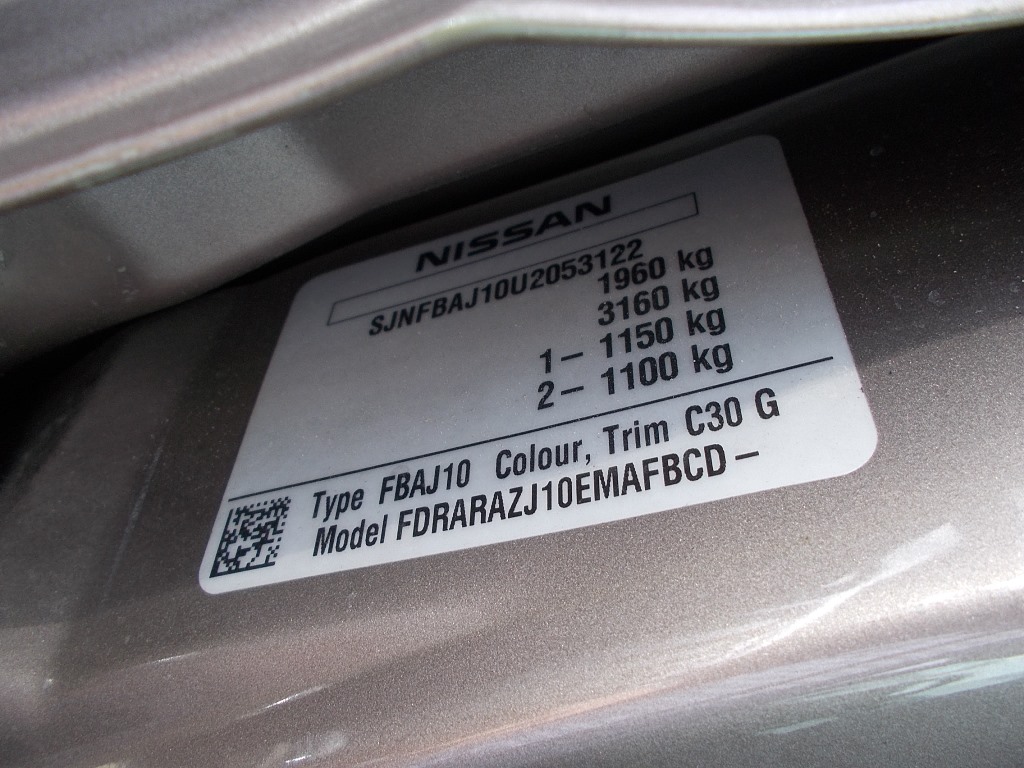 NISSAN
SJNFBAJ10U2053122
1960 kg
3160 kg
1 – 1150 kg
2 – 1100 kg
Type FBAJ10 Colour, Trim C30 G
Model FDRARAZJ10EMAFBCD –